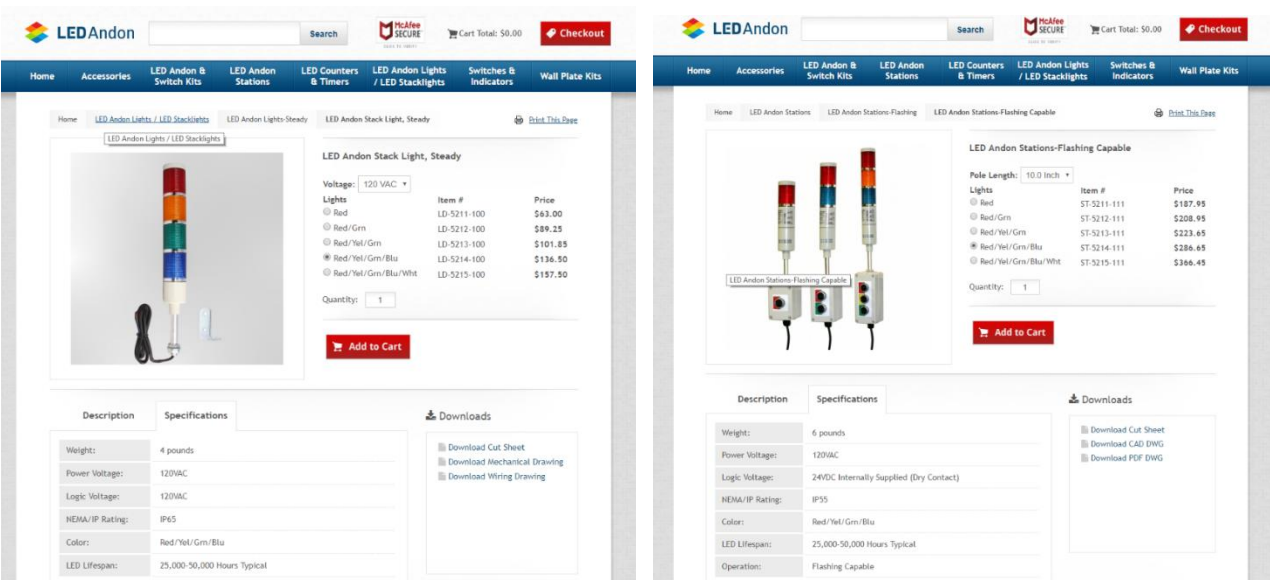 LEDAndon
Search
McAfee
SECURE
Cart Total: $0.00
Checkout
Home
Accessories
LED Andon &
Switch Kits
LED Andon
Stations
LED Counters
& Timers
LED Andon Lights
/ LED Stacklights
Switches &
Indicators
Wall Plate Kits
Home LED Andon Lights / LED Stacklights LED Andon Lights-Steady LED Andon Stack Light, Steady
Print This Page
LED Andon Lights / LED Stacklights
LED Andon Stack Light, Steady
Voltage: 120 VAC
Lights Item # Price
Red LD-5211-100 $63.00
Red/Grn LD-5212-100 $89.25
Red/Yel/Grn LD-5213-100 $101.85
Red/Yel/Grn/Blu LD-5214-100 $136.50
Red/Yel/Grn/Blu/Wht LD-5215-100 $157.50
Quantity: 1
Add to Cart
Description
Specifications
Weight: 4 pounds
Power Voltage: 120VAC
Logic Voltage: 120VAC
NEMA/IP Rating: IP65
Color: Red/Yel/Grn/Blu
LED Lifespan: 25,000-50,000 Hours Typical
Downloads
Download Cut Sheet
Download Mechanical Drawing
Download Wiring Drawing
LEDAndon
Search
McAfee
SECURE
Cart Total: $0.00
Checkout
Home
Accessories
LED Andon &
Switch Kits
LED Andon
Stations
LED Counters
& Timers
LED Andon Lights
/ LED Stacklights
Switches &
Indicators
Wall Plate Kits
Home LED Andon Stations LED Andon Stations-Flashing LED Andon Stations-Flashing Capable
Print This Page
LED Andon Stations-Flashing Capable
LED Andon Stations-Flashing Capable
Pole Length: 10.0 Inch
Lights Item # Price
Red ST-5211-111 $187.95
Red/Grn ST-5212-111 $208.95
Red/Yel/Grn ST-5213-111 $223.65
Red/Yel/Grn/Blu ST-5214-111 $286.65
Red/Yel/Grn/Blu/Wht ST-5215-111 $366.45
Quantity: 1
Add to Cart
Description
Specifications
Weight: 6 pounds
Power Voltage: 120VAC
Logic Voltage: 24VDC Internally Supplied (Dry Contact)
NEMA/IP Rating: IP55
Color: Red/Yel/Grn/Blu
LED Lifespan: 25,000-50,000 Hours Typical
Operation: Flashing Capable
Downloads
Download Cut Sheet
Download CAD DWG
Download PDF DWG